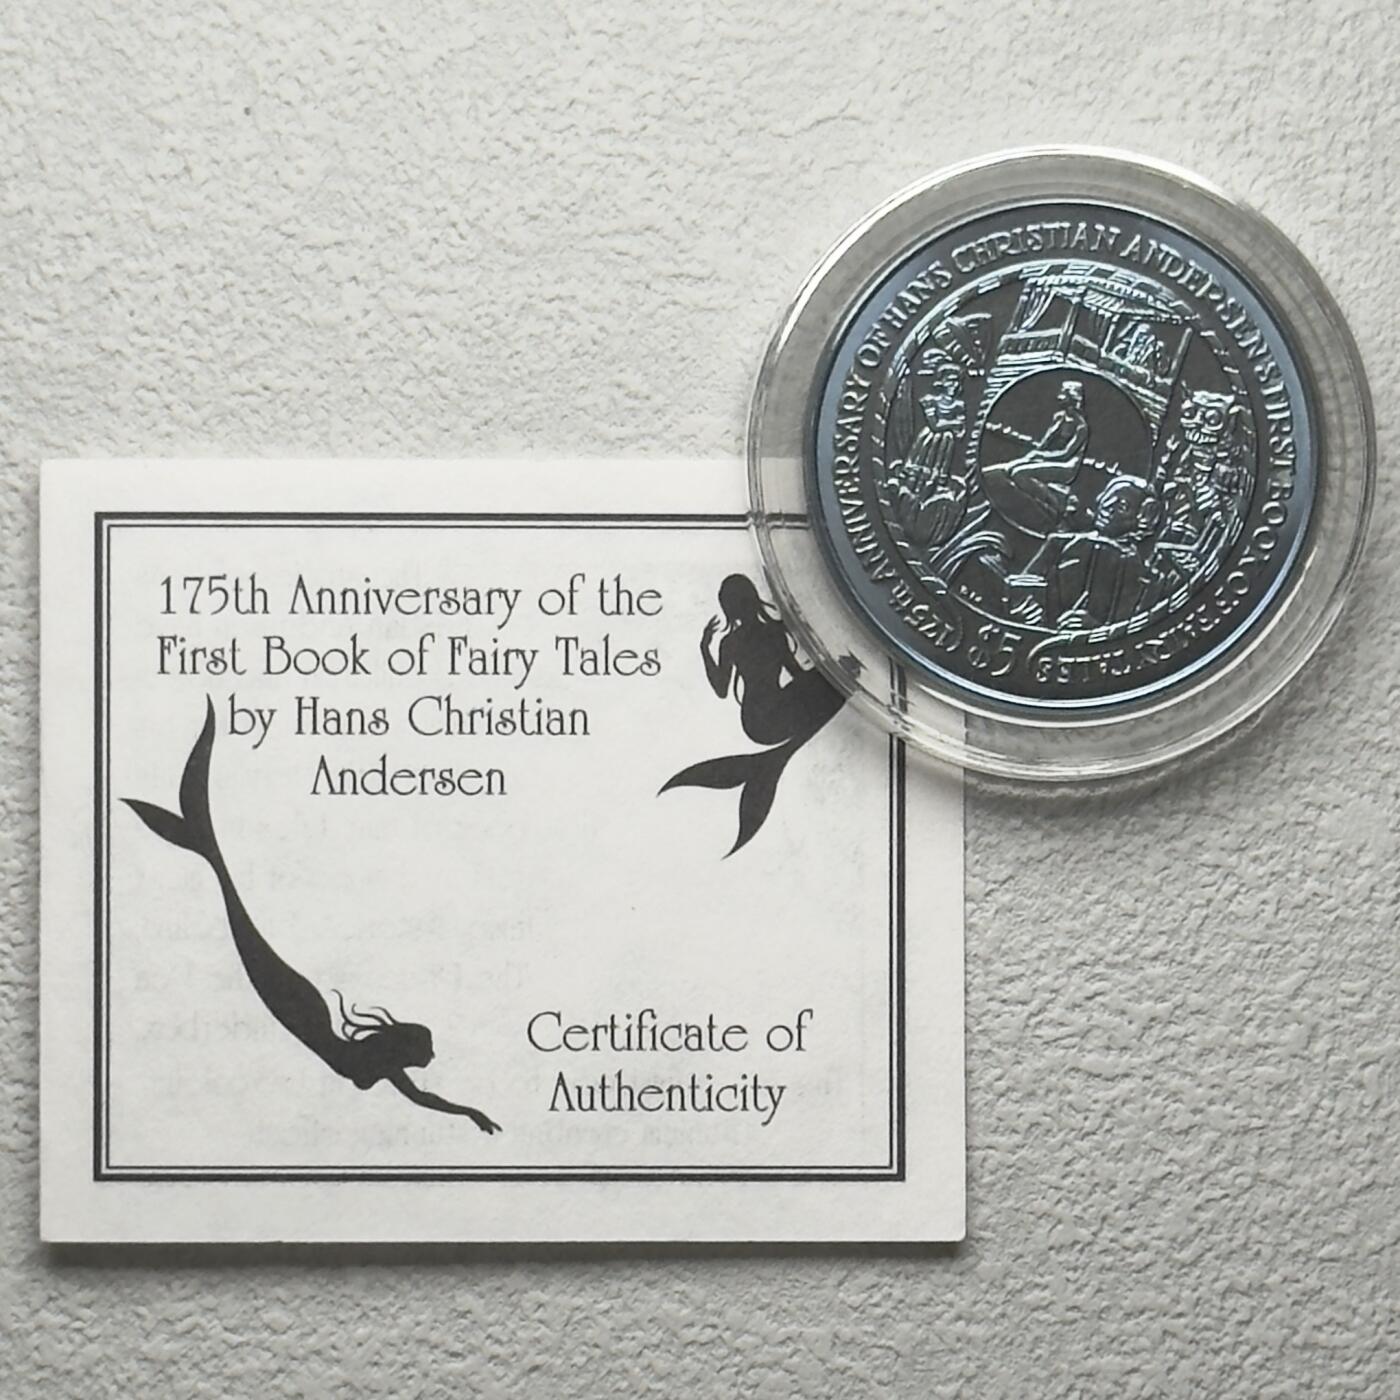 175th Anniversary of the
First Book of Fairy Tales
by Hans Christian
Andersen
Certificate of
Authenticity
175th ANNIVERSARY OF HANS CHRISTIAN ANDERSEN'S FIRST BOOK OF FAIRY TALES
$5